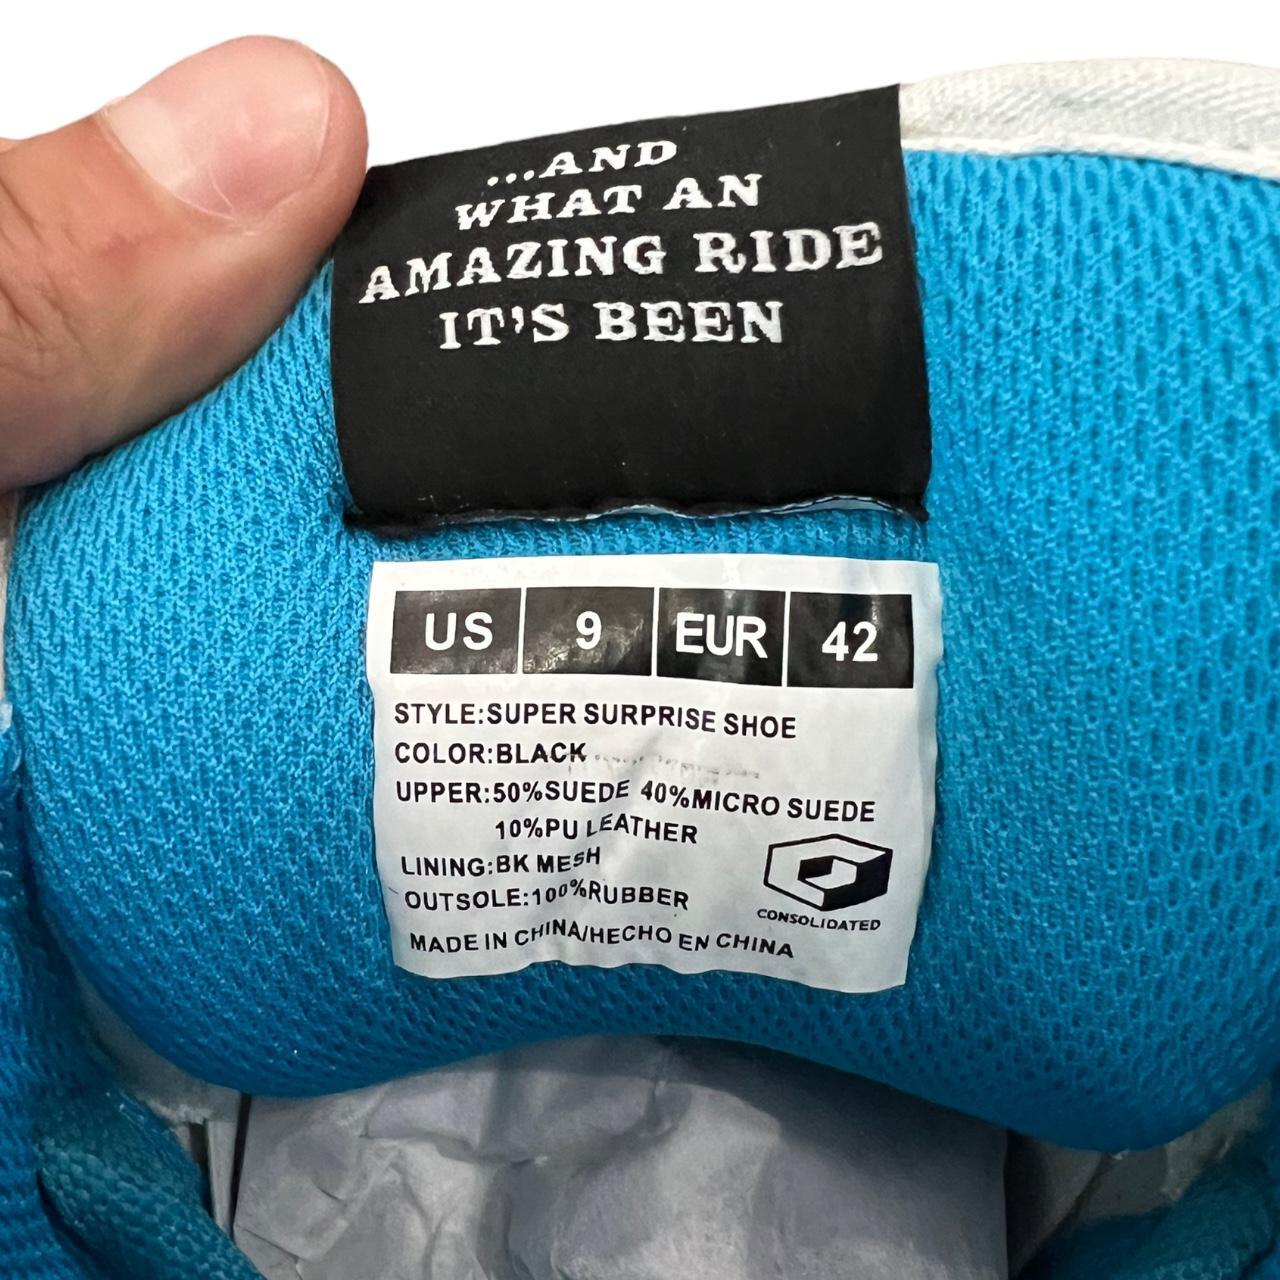 ...AND
WHAT AN
AMAZING RIDE
IT'S BEEN
US 9 EUR 42
STYLE:SUPER SURPRISE SHOE
COLOR:BLACK
UPPER:50%SUEDE 40%MICRO SUEDE
10%PU LEATHER
LINING:BK MESH
OUTSOLE:100%RUBBER
CONSOLIDATED
MADE IN CHINA/HECHO EN CHINA